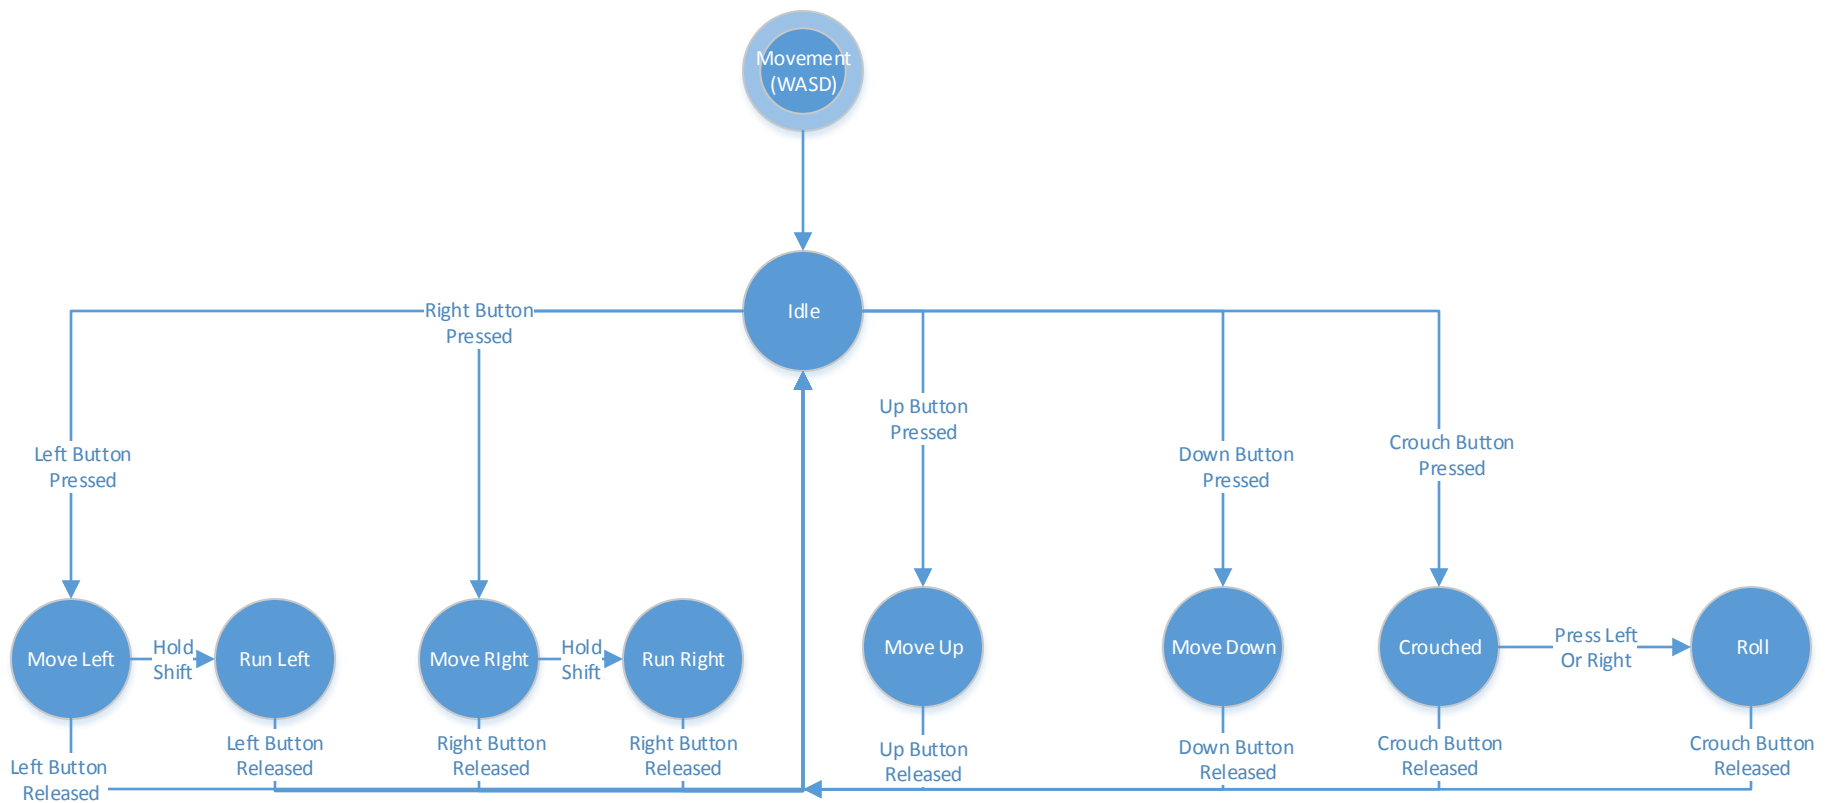 Movement
(WASD)
Idle
Right Button
Pressed
Up Button
Pressed
Left Button
Pressed
Down Button
Pressed
Crouch Button
Pressed
Move Left
Hold
Shift
Run Left
Move RIght
Hold
Shift
Run Right
Move Up
Move Down
Crouched
Press Left
Or Right
Roll
Left Button
Released
Left Button
Released
Right Button
Released
Right Button
Released
Up Button
Released
Down Button
Released
Crouch Button
Released
Crouch Button
Released